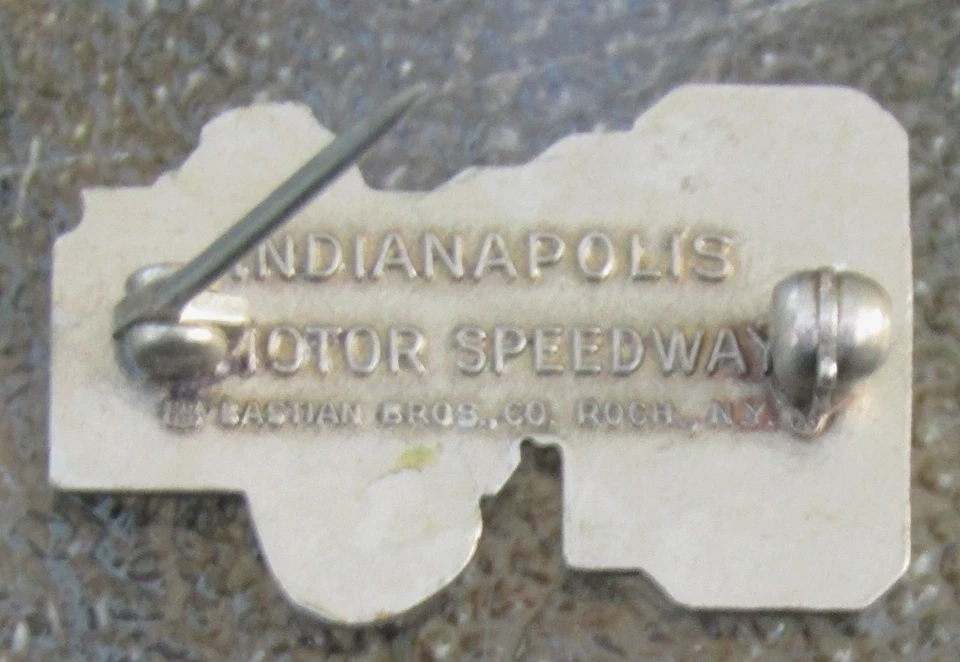 INDIANAPOLIS
MOTOR SPEEDWAY
BASTIAN BROS., CO. ROCH., N.Y.